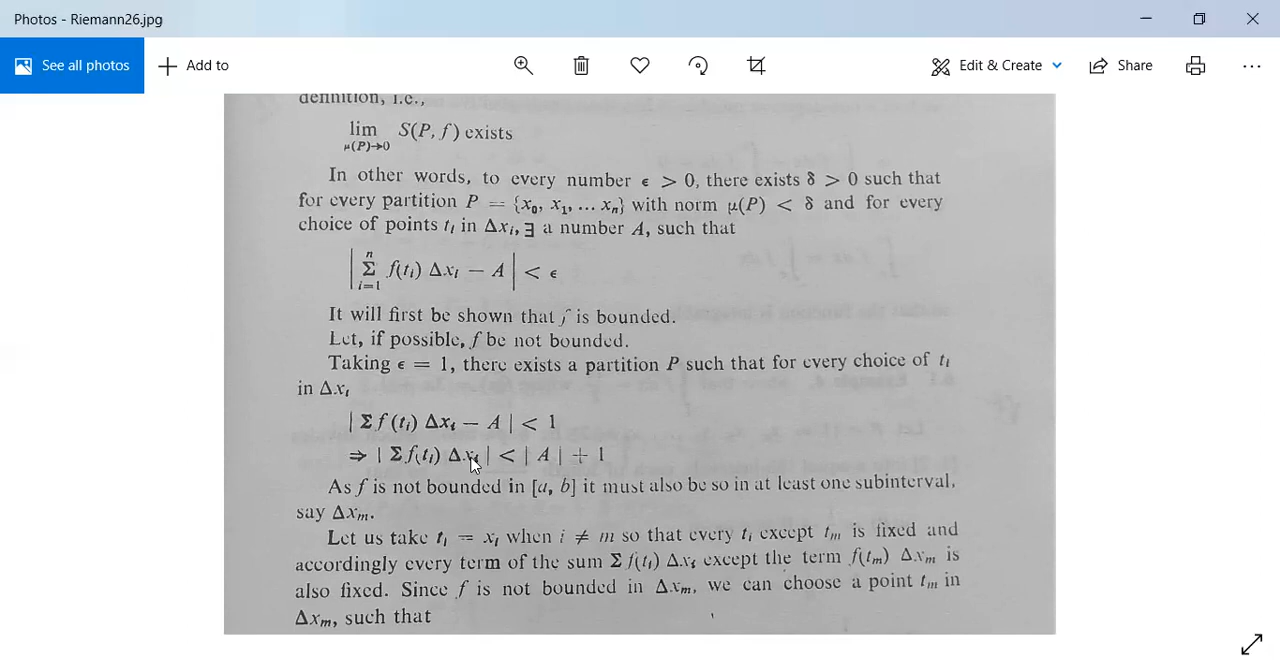 Photos - Riemann26.jpg
See all photos
Add to
Edit & Create
Share
definition, i.e.,
lim S(P, f) exists
μ(P)→0
In other words, to every number ϵ > 0, there exists δ > 0 such that
for every partition P = {x₀, x₁, ... xₙ} with norm μ(P) < δ and for every
choice of points tᵢ in Δxᵢ, ∃ a number A, such that
| n
Σ f(tᵢ) Δxᵢ − A | < ϵ
i=1
It will first be shown that f is bounded.
Let, if possible, f be not bounded.
Taking ϵ = 1, there exists a partition P such that for every choice of tᵢ
in Δxᵢ
| Σ f (tᵢ) Δxᵢ − A | < 1
⇒ | Σ f(tᵢ) Δxᵢ | < | A | + 1
As f is not bounded in [a, b] it must also be so in at least one subinterval,
say Δxₘ.
Let us take tᵢ = xᵢ when i ≠ m so that every tᵢ except tₘ is fixed and
accordingly every term of the sum Σ f(tᵢ) Δxᵢ except the term f(tₘ) Δxₘ is
also fixed. Since f is not bounded in Δxₘ, we can choose a point tₘ in
Δxₘ, such that